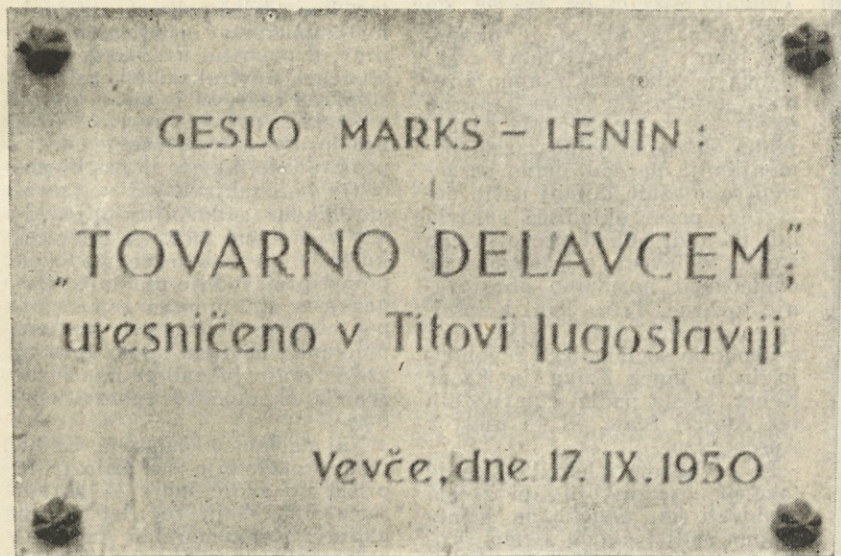 GESLO MARKS – LENIN:
„TOVARNO DELAVCEM,"
uresničeno v Titovi Jugoslaviji
Vevče, dne 17. IX. 1950